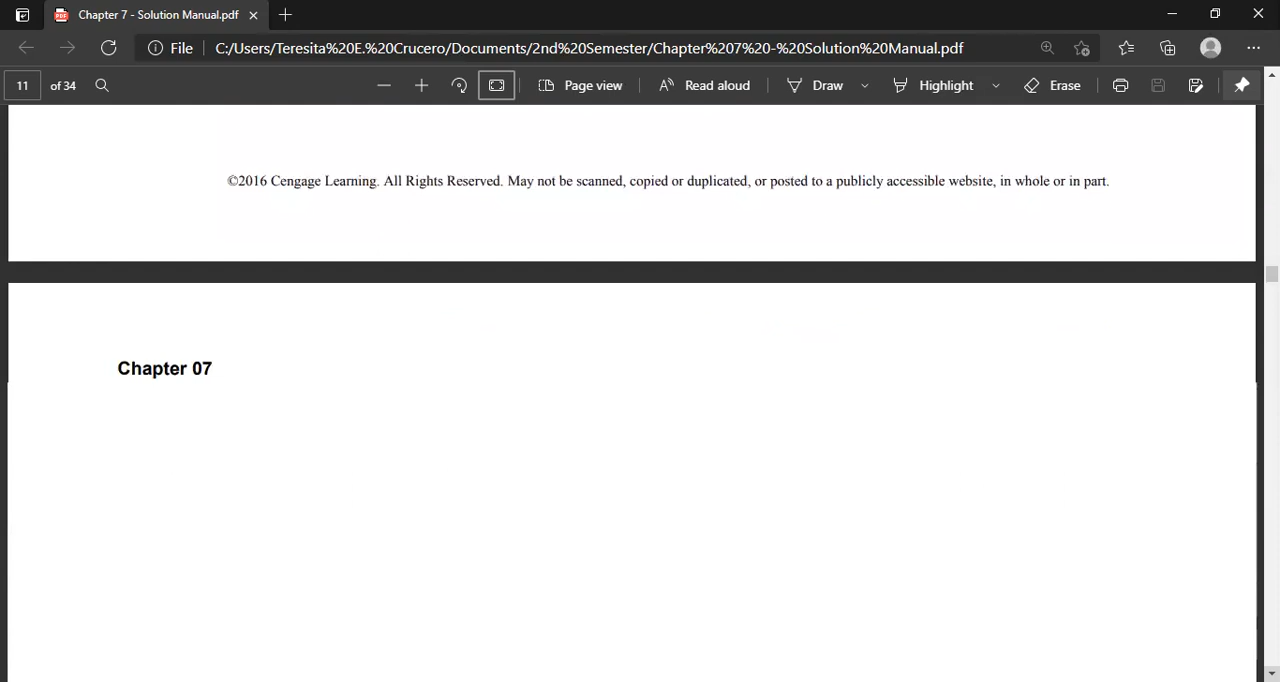 Chapter 7 - Solution Manual.pdf
File C:/Users/Teresita%20E.%20Crucero/Documents/2nd%20Semester/Chapter%207%20-%20Solution%20Manual.pdf
11 of 34 Page view Read aloud Draw Highlight Erase
©2016 Cengage Learning. All Rights Reserved. May not be scanned, copied or duplicated, or posted to a publicly accessible website, in whole or in part.
Chapter 07